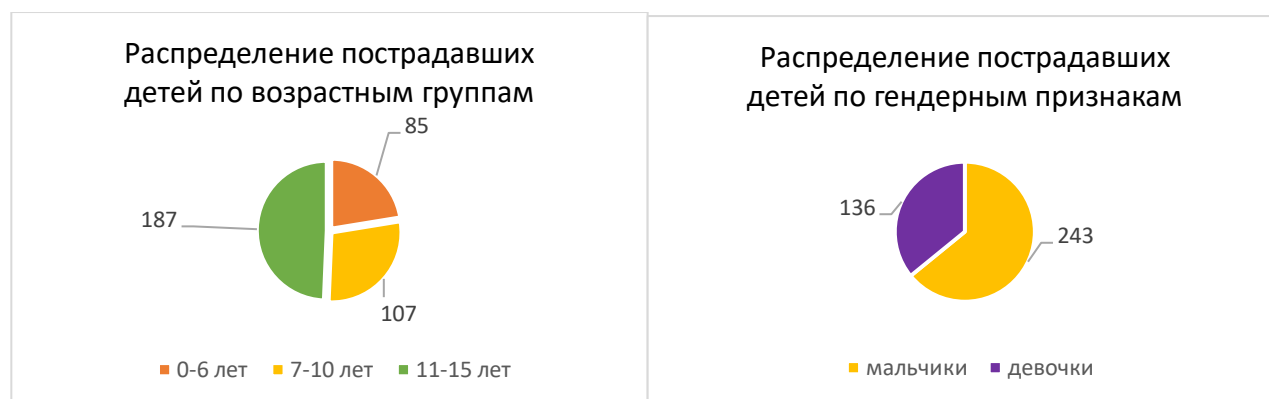 Распределение пострадавших
детей по возрастным группам
85
187
107
0-6 лет 7-10 лет 11-15 лет
Распределение пострадавших
детей по гендерным признакам
136
243
мальчики девочки